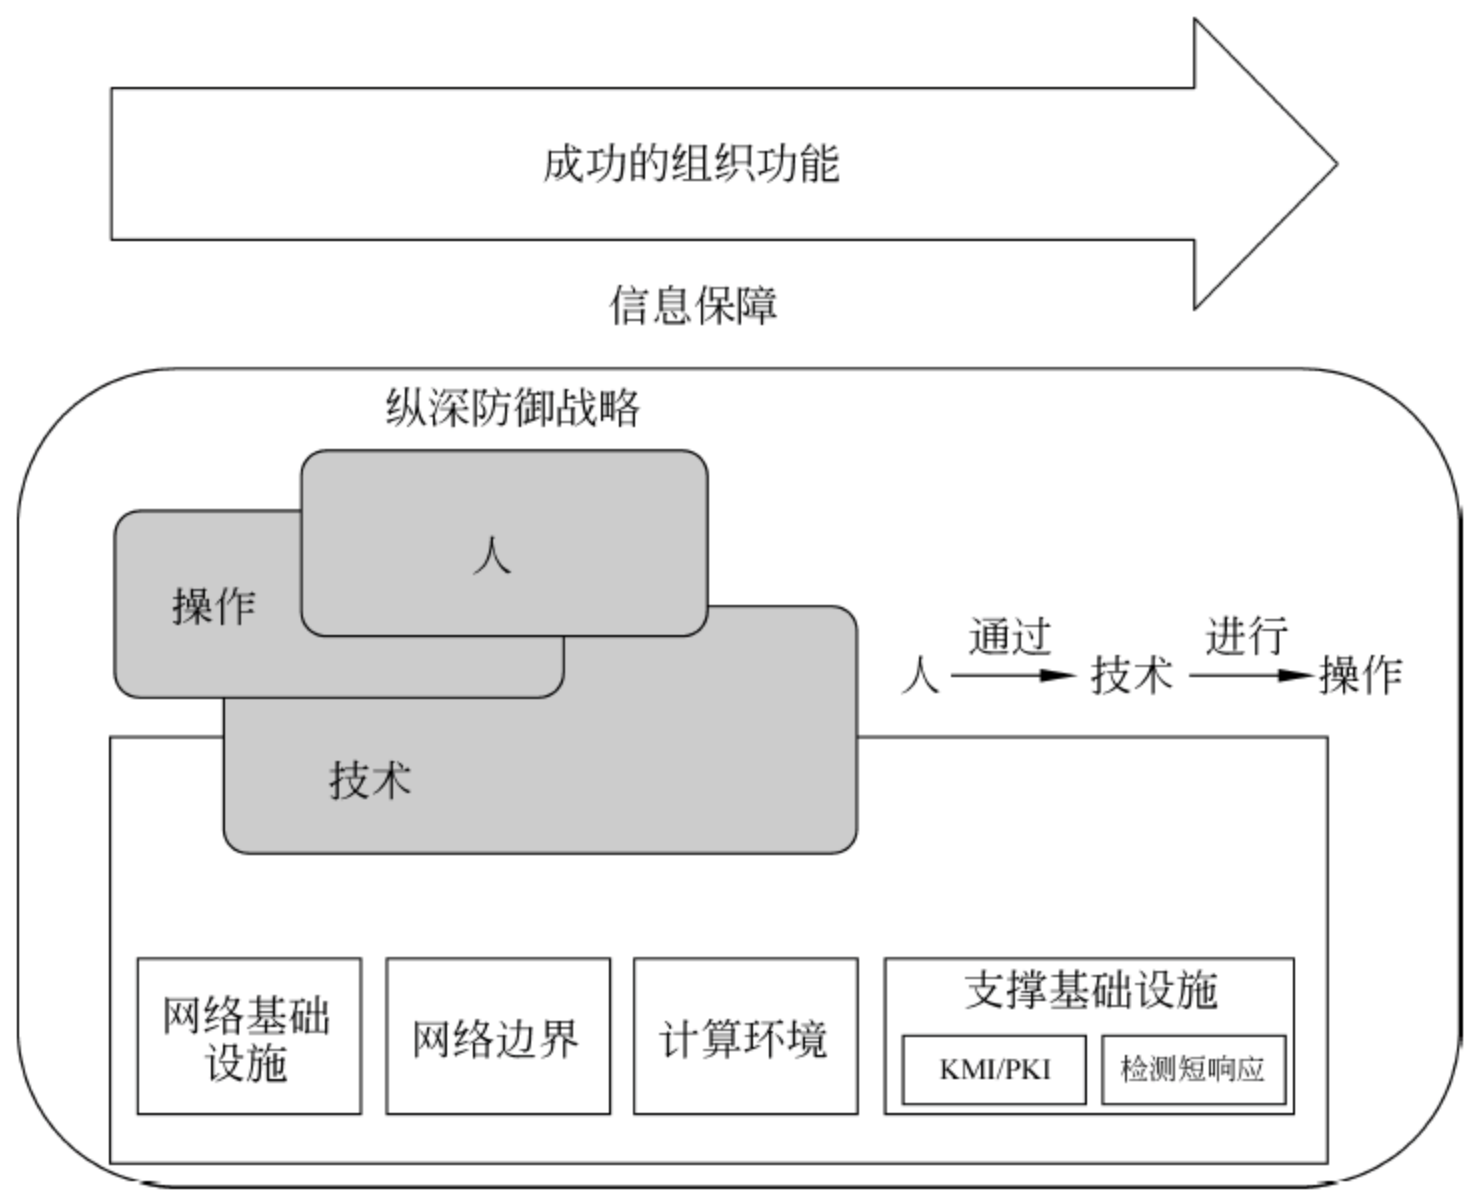 成功的组织功能
信息保障
纵深防御战略
人
操作
通过
进行
人
技术
操作
技术
网络基础
设施
网络边界
计算环境
支撑基础设施
KMI/PKI
检测短响应